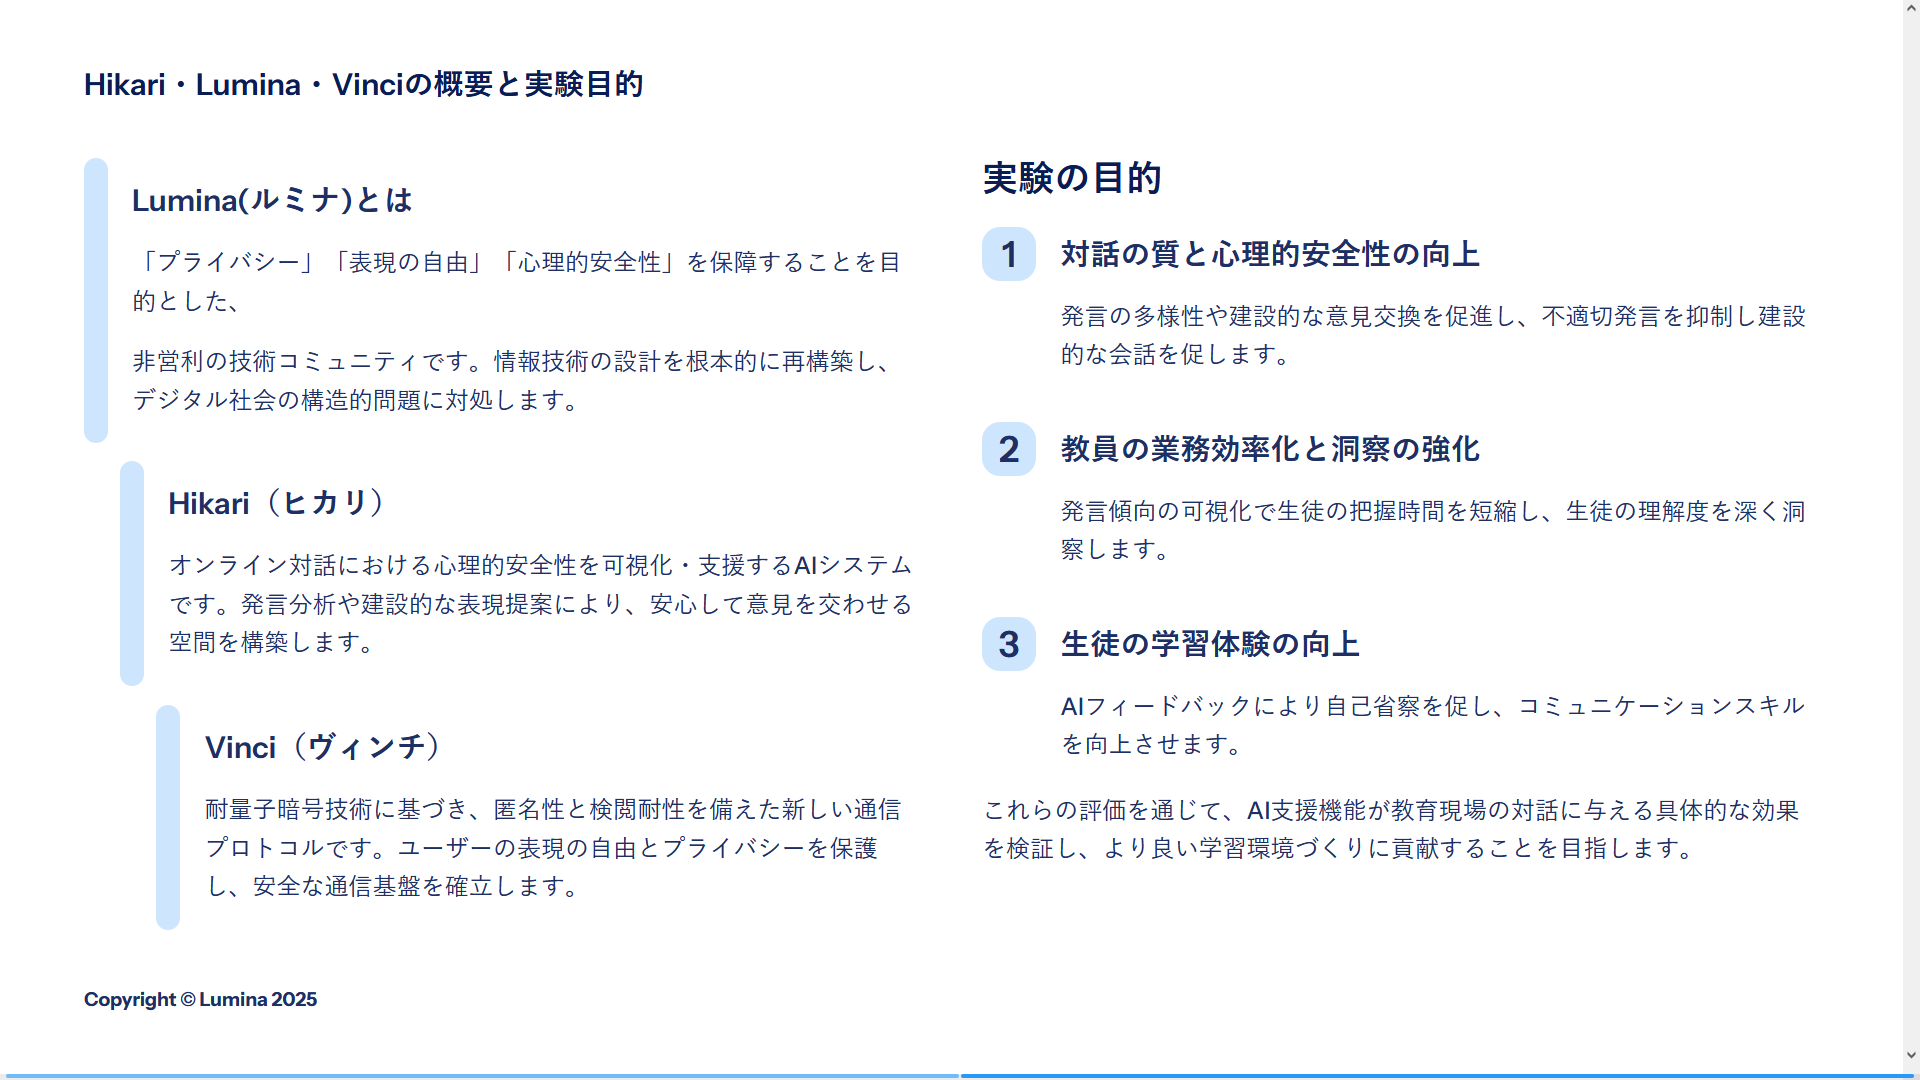 Hikari・Lumina・Vinciの概要と実験目的
Lumina(ルミナ)とは
「プライバシー」「表現の自由」「心理的安全性」を保障することを目
的とした、
非営利の技術コミュニティです。情報技術の設計を根本的に再構築し、
デジタル社会の構造的問題に対処します。
Hikari（ヒカリ）
オンライン対話における心理的安全性を可視化・支援するAIシステム
です。発言分析や建設的な表現提案により、安心して意見を交わせる
空間を構築します。
Vinci（ヴィンチ）
耐量子暗号技術に基づき、匿名性と検閲耐性を備えた新しい通信
プロトコルです。ユーザーの表現の自由とプライバシーを保護
し、安全な通信基盤を確立します。
実験の目的
1 対話の質と心理的安全性の向上
発言の多様性や建設的な意見交換を促進し、不適切発言を抑制し建設
的な会話を促します。
2 教員の業務効率化と洞察の強化
発言傾向の可視化で生徒の把握時間を短縮し、生徒の理解度を深く洞
察します。
3 生徒の学習体験の向上
AIフィードバックにより自己省察を促し、コミュニケーションスキル
を向上させます。
これらの評価を通じて、AI支援機能が教育現場の対話に与える具体的な効果
を検証し、より良い学習環境づくりに貢献することを目指します。
Copyright © Lumina 2025